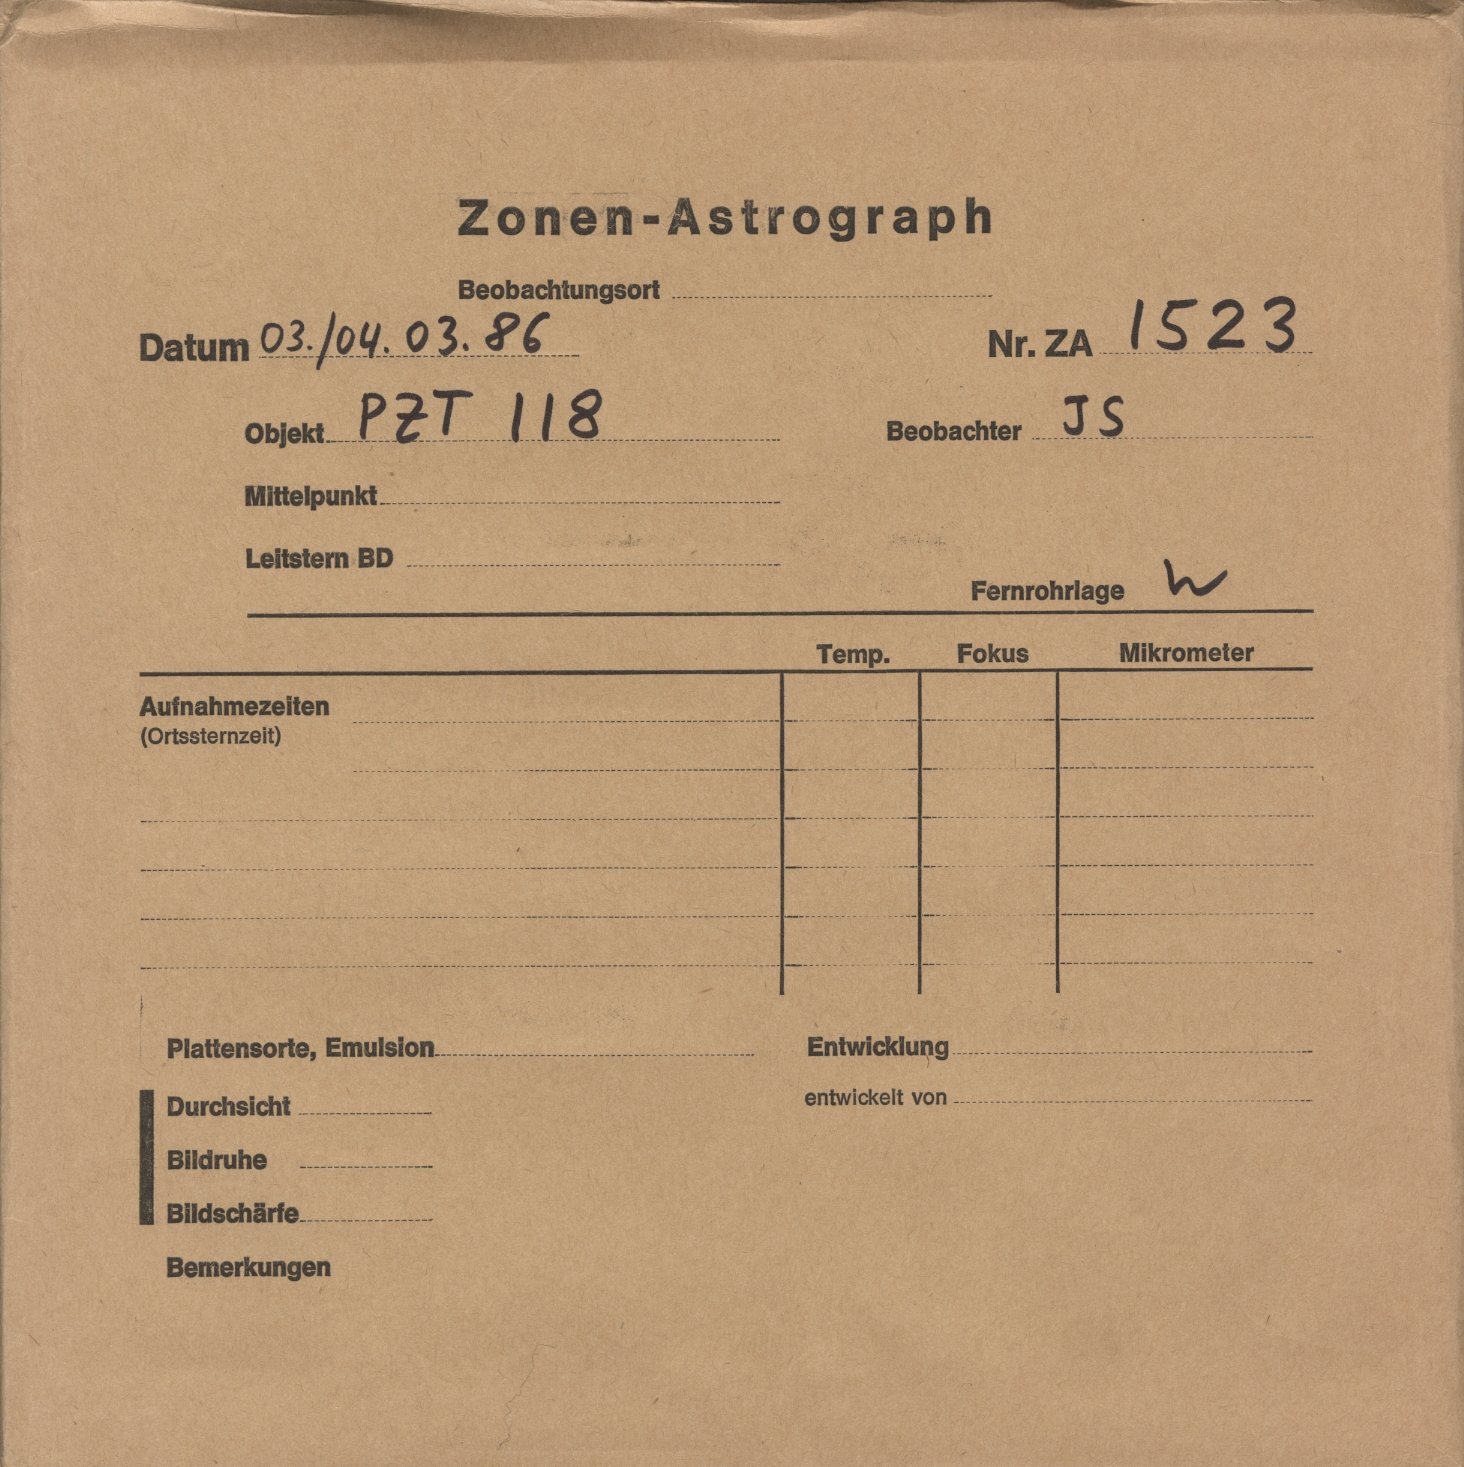 Zonen-Astrograph
Beobachtungsort
Datum 03./04. 03. 86 Nr. ZA 1523
Objekt PZT 118 Beobachter JS
Mittelpunkt
Leitstern BD
Fernrohrlage W
Temp. Fokus Mikrometer
Aufnahmezeiten
(Ortssternzeit)
Plattensorte, Emulsion Entwicklung
Durchsicht entwickelt von
Bildruhe
Bildschärfe
Bemerkungen